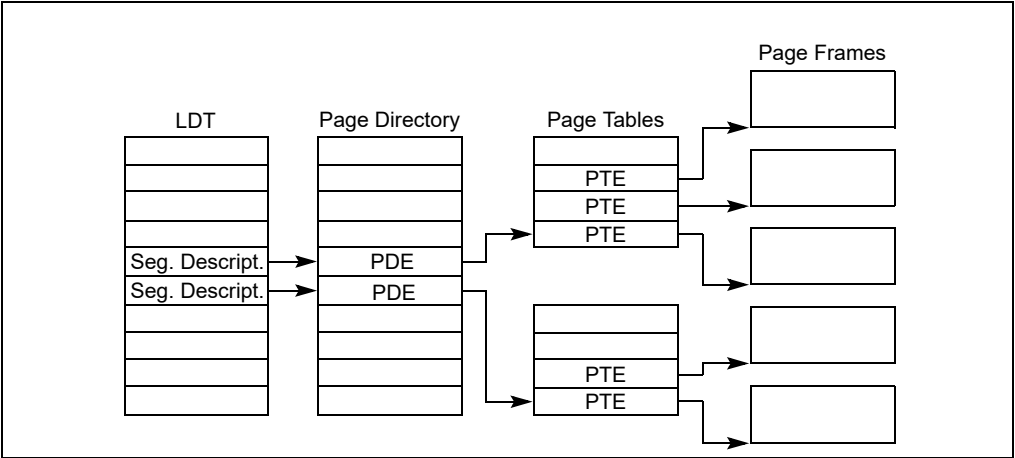 Page Frames
LDT
Page Directory
Page Tables
PTE
PTE
PTE
Seg. Descript.
PDE
Seg. Descript.
PDE
PTE
PTE